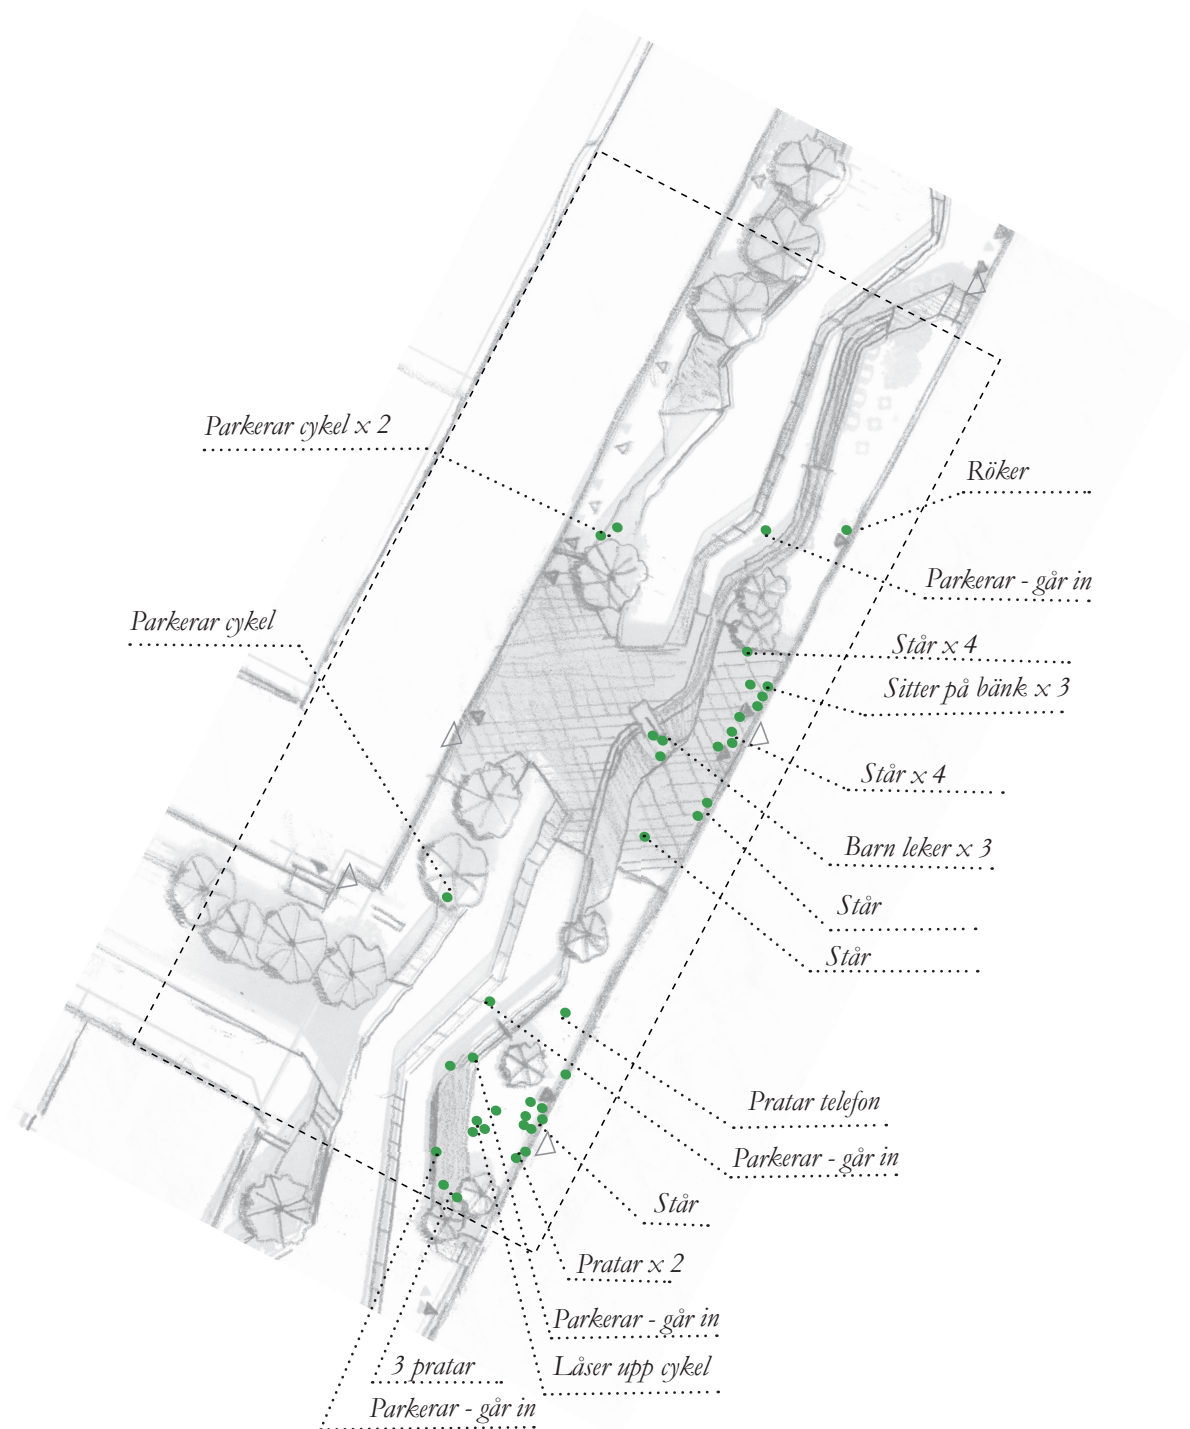 Parkerar cykel x 2
Röker
Parkerar - går in
Parkerar cykel
Står x 4
Sitter på bänk x 3
Står x 4
Barn leker x 3
Står
Står
Pratar telefon
Parkerar - går in
Står
Pratar x 2
Parkerar - går in
3 pratar
Låser upp cykel
Parkerar - går in